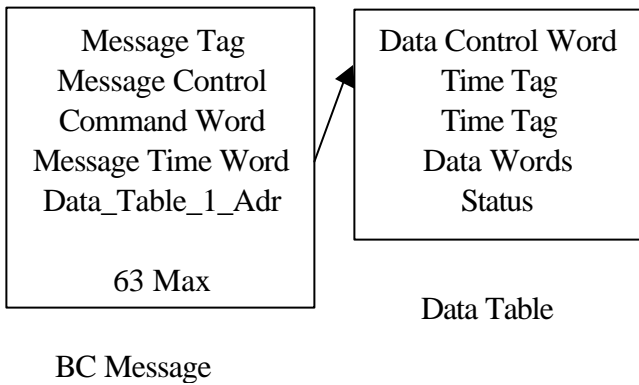 Message Tag
Message Control
Command Word
Message Time Word
Data_Table_1_Adr
63 Max
BC Message
Data Control Word
Time Tag
Time Tag
Data Words
Status
Data Table